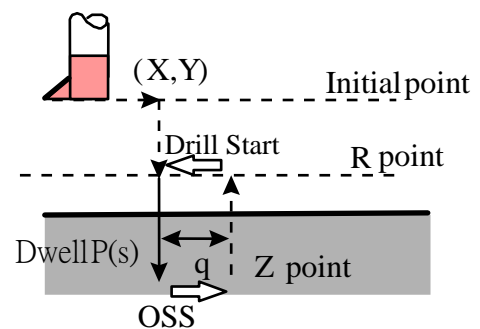 (X,Y)
Initial point
Drill Start
R point
DwellP(s)
q
Z point
OSS